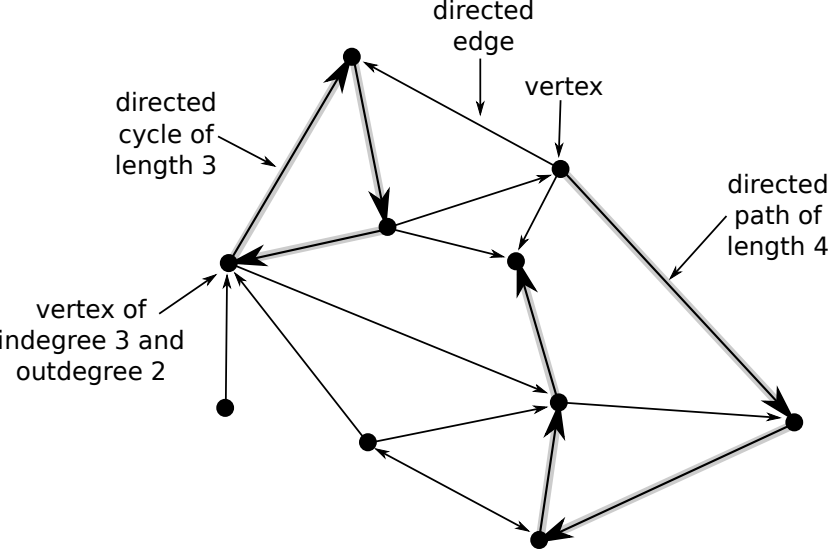 directed
edge
vertex
directed
cycle of
length 3
directed
path of
length 4
vertex of
indegree 3 and
outdegree 2